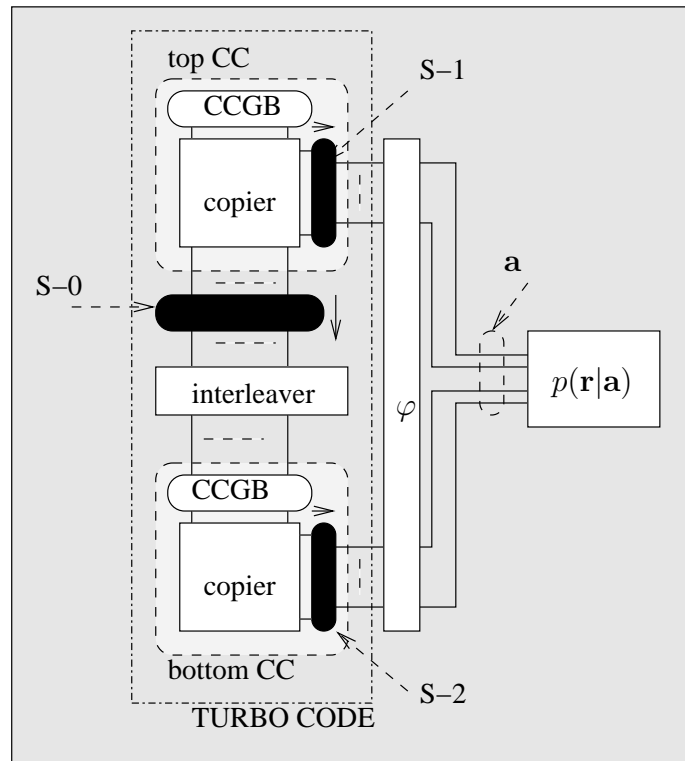 top CC
CCGB
S–1
copier
S–0
a
interleaver
p(r|a)
φ
CCGB
copier
bottom CC
S–2
TURBO CODE